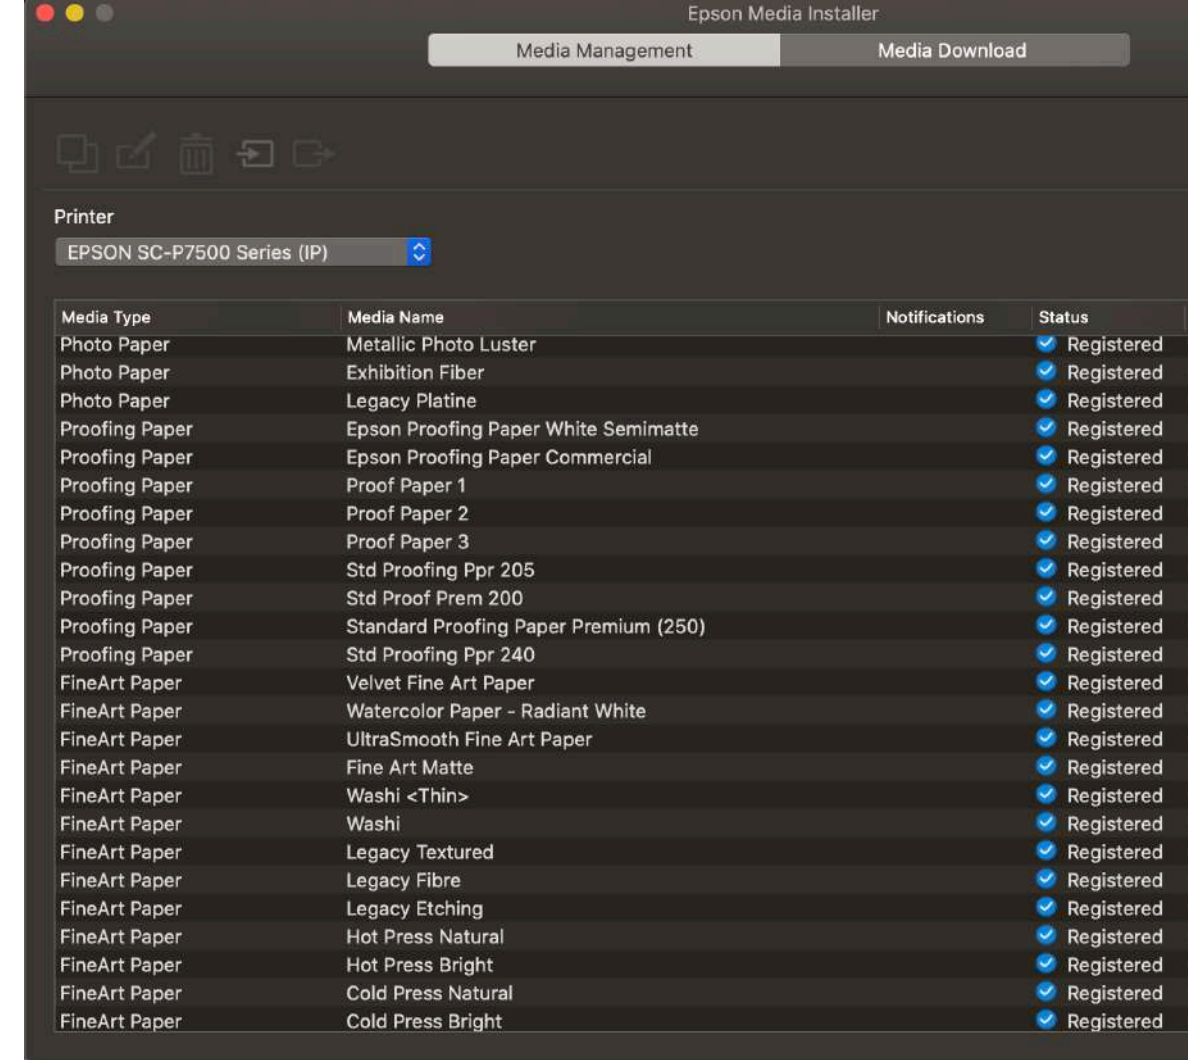 Epson Media Installer
Media Management Media Download
Printer
EPSON SC-P7500 Series (IP)
Media Type Media Name Notifications Status
Photo Paper Metallic Photo Luster Registered
Photo Paper Exhibition Fiber Registered
Photo Paper Legacy Platine Registered
Proofing Paper Epson Proofing Paper White Semimatte Registered
Proofing Paper Epson Proofing Paper Commercial Registered
Proofing Paper Proof Paper 1 Registered
Proofing Paper Proof Paper 2 Registered
Proofing Paper Proof Paper 3 Registered
Proofing Paper Std Proofing Ppr 205 Registered
Proofing Paper Std Proof Prem 200 Registered
Proofing Paper Standard Proofing Paper Premium (250) Registered
Proofing Paper Std Proofing Ppr 240 Registered
FineArt Paper Velvet Fine Art Paper Registered
FineArt Paper Watercolor Paper - Radiant White Registered
FineArt Paper UltraSmooth Fine Art Paper Registered
FineArt Paper Fine Art Matte Registered
FineArt Paper Washi <Thin> Registered
FineArt Paper Washi Registered
FineArt Paper Legacy Textured Registered
FineArt Paper Legacy Fibre Registered
FineArt Paper Legacy Etching Registered
FineArt Paper Hot Press Natural Registered
FineArt Paper Hot Press Bright Registered
FineArt Paper Cold Press Natural Registered
FineArt Paper Cold Press Bright Registered